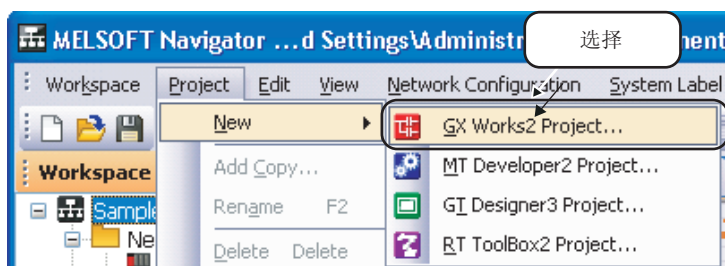 MELSOFT Navigator ...d Settings\Administr
选择
Workspace Project Edit View Network Configuration System Label
New
GX Works2 Project...
Workspace
Add Copy...
MT Developer2 Project...
Sample
Rename F2
GT Designer3 Project...
Ne
Delete Delete
RT ToolBox2 Project...